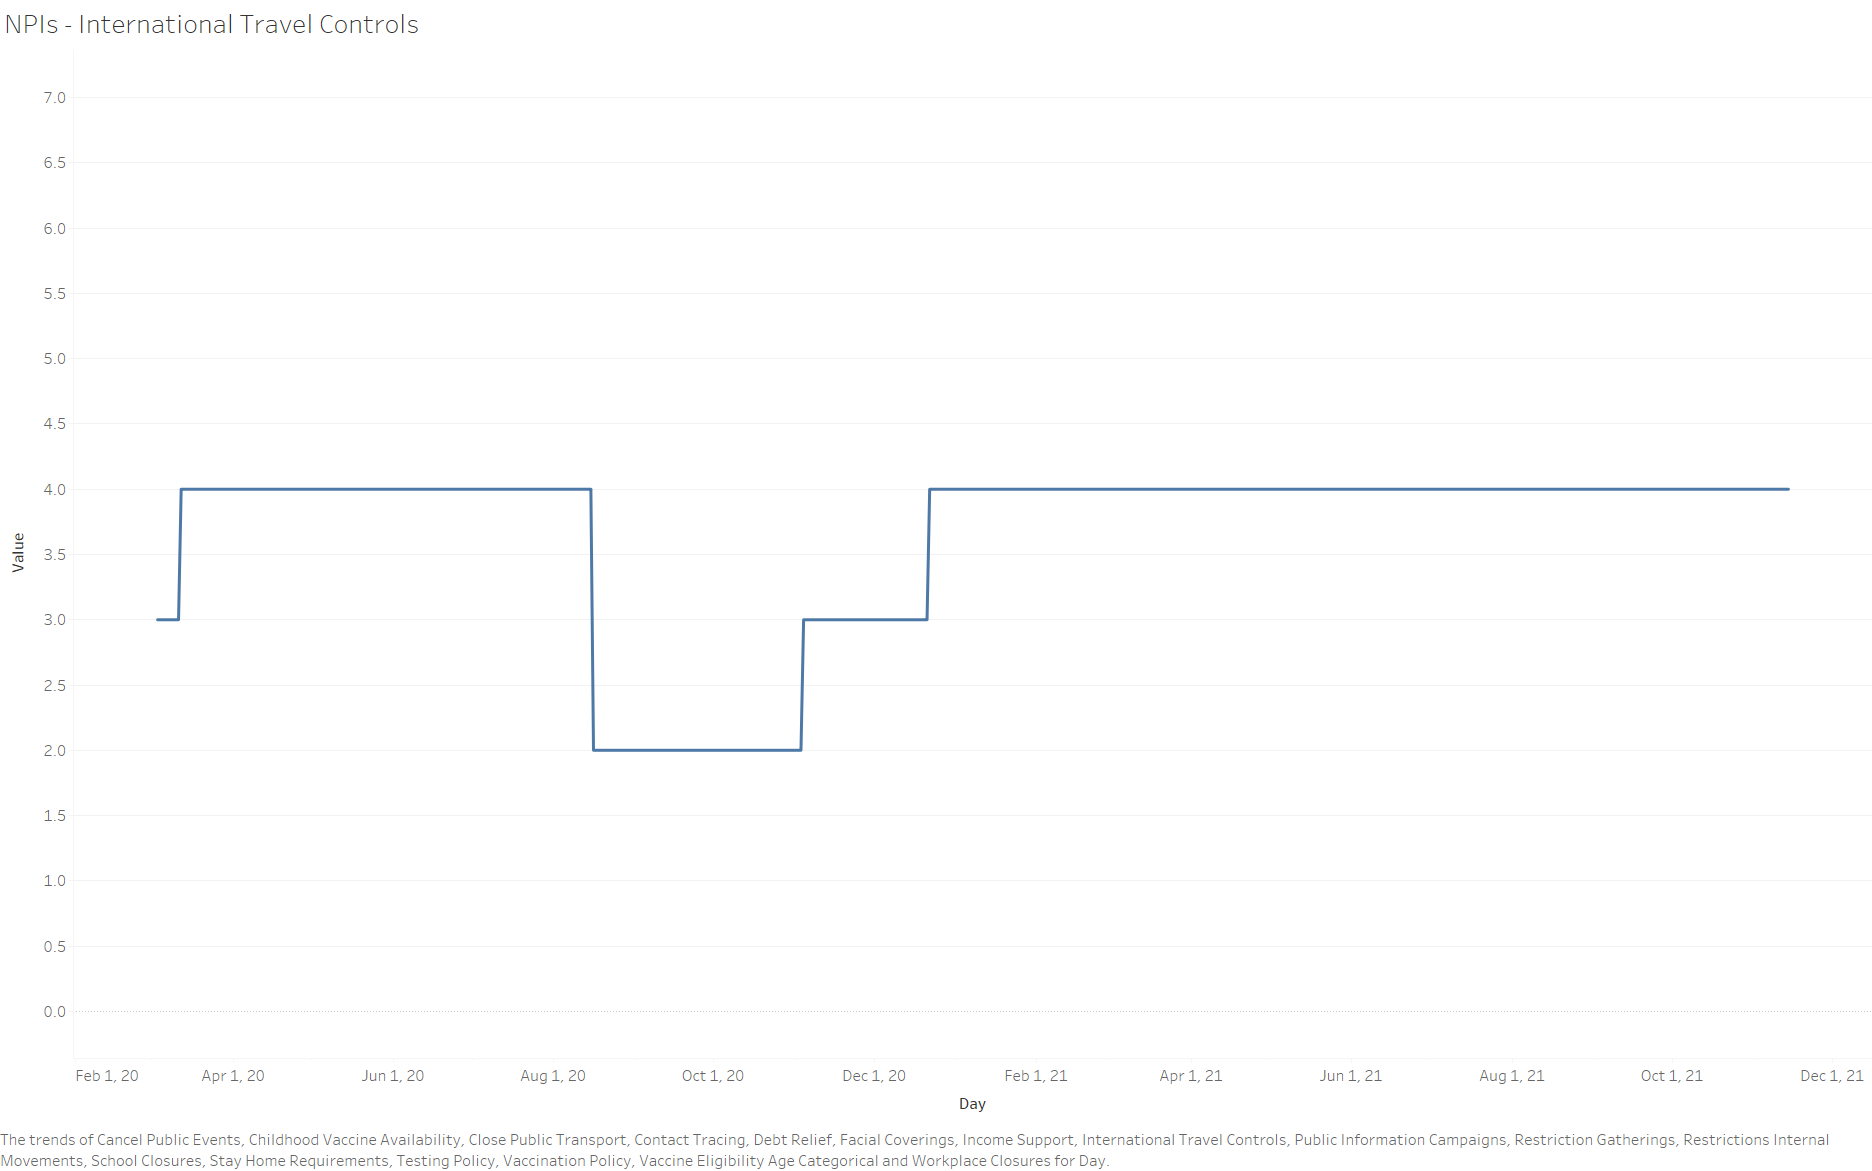 NPIs - International Travel Controls
7.0
6.5
6.0
5.5
5.0
4.5
4.0
3.5
3.0
2.5
2.0
1.5
1.0
0.5
0.0
Value
Feb 1, 20 Apr 1, 20 Jun 1, 20 Aug 1, 20 Oct 1, 20 Dec 1, 20 Feb 1, 21 Apr 1, 21 Jun 1, 21 Aug 1, 21 Oct 1, 21 Dec 1, 21
Day
The trends of Cancel Public Events, Childhood Vaccine Availability, Close Public Transport, Contact Tracing, Debt Relief, Facial Coverings, Income Support, International Travel Controls, Public Information Campaigns, Restriction Gatherings, Restrictions Internal
Movements, School Closures, Stay Home Requirements, Testing Policy, Vaccination Policy, Vaccine Eligibility Age Categorical and Workplace Closures for Day.